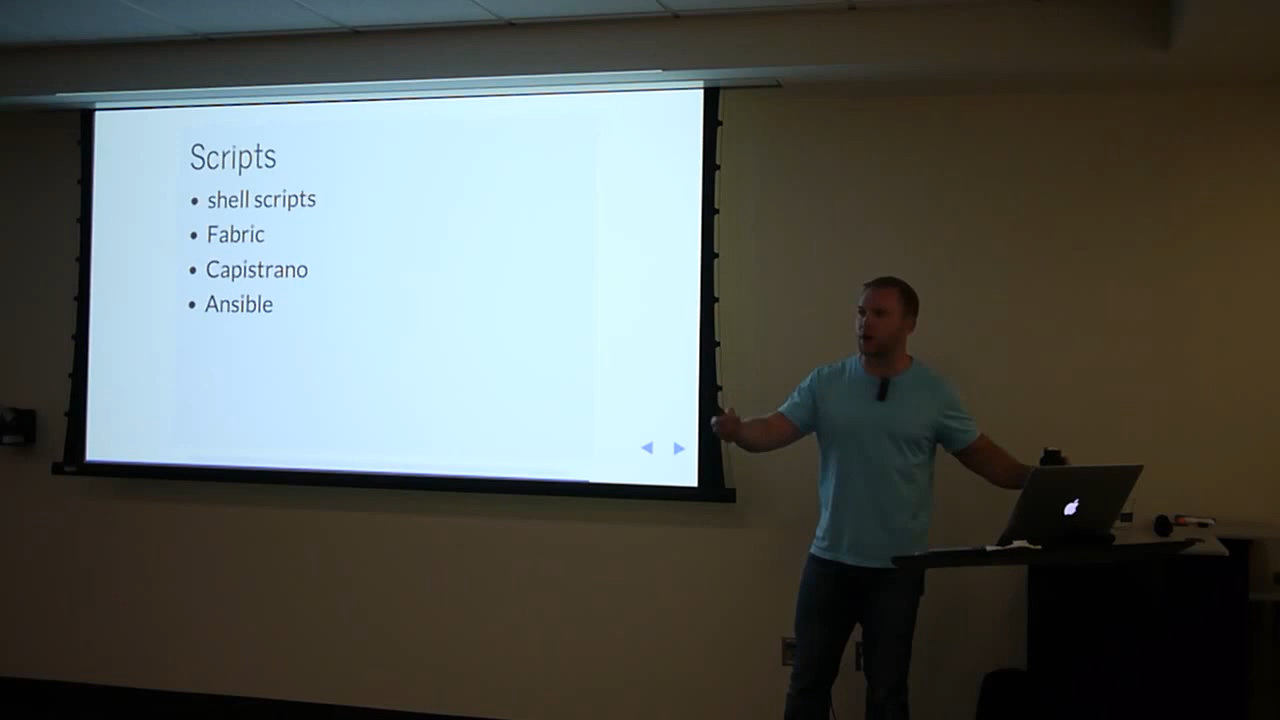 Scripts
• shell scripts
• Fabric
• Capistrano
• Ansible